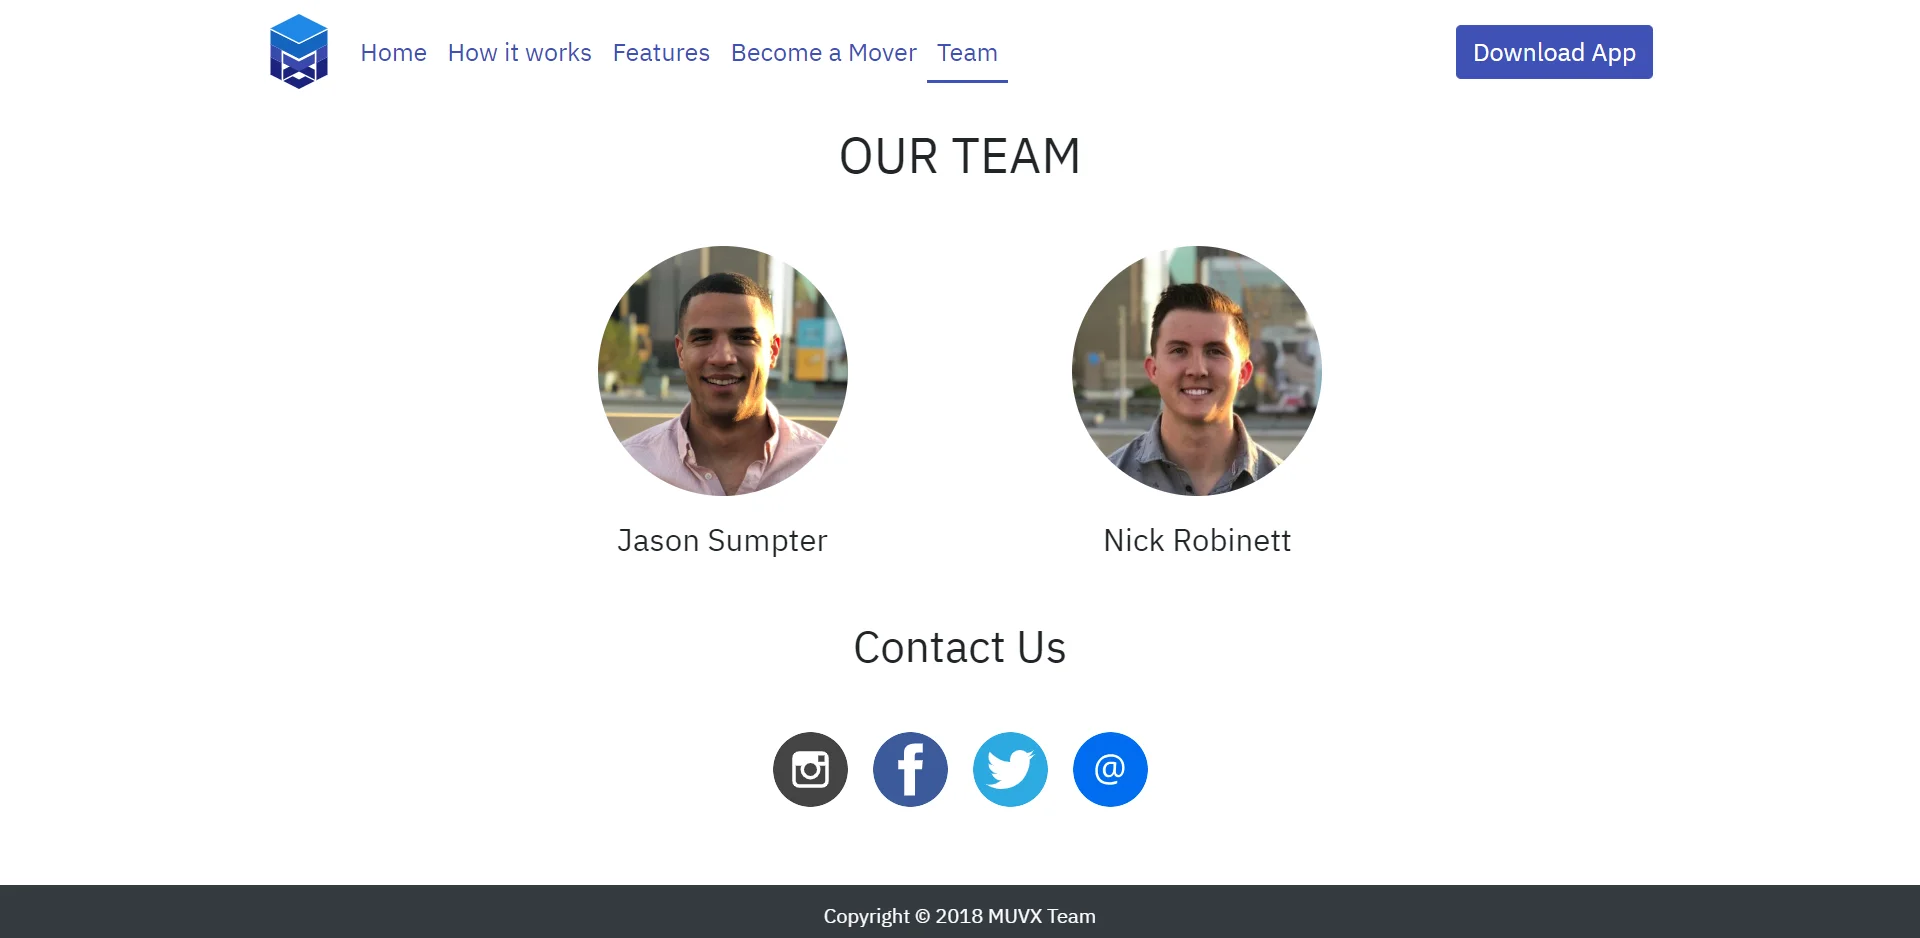 Home How it works Features Become a Mover Team Download App
OUR TEAM
Jason Sumpter Nick Robinett
Contact Us
@
Copyright © 2018 MUVX Team